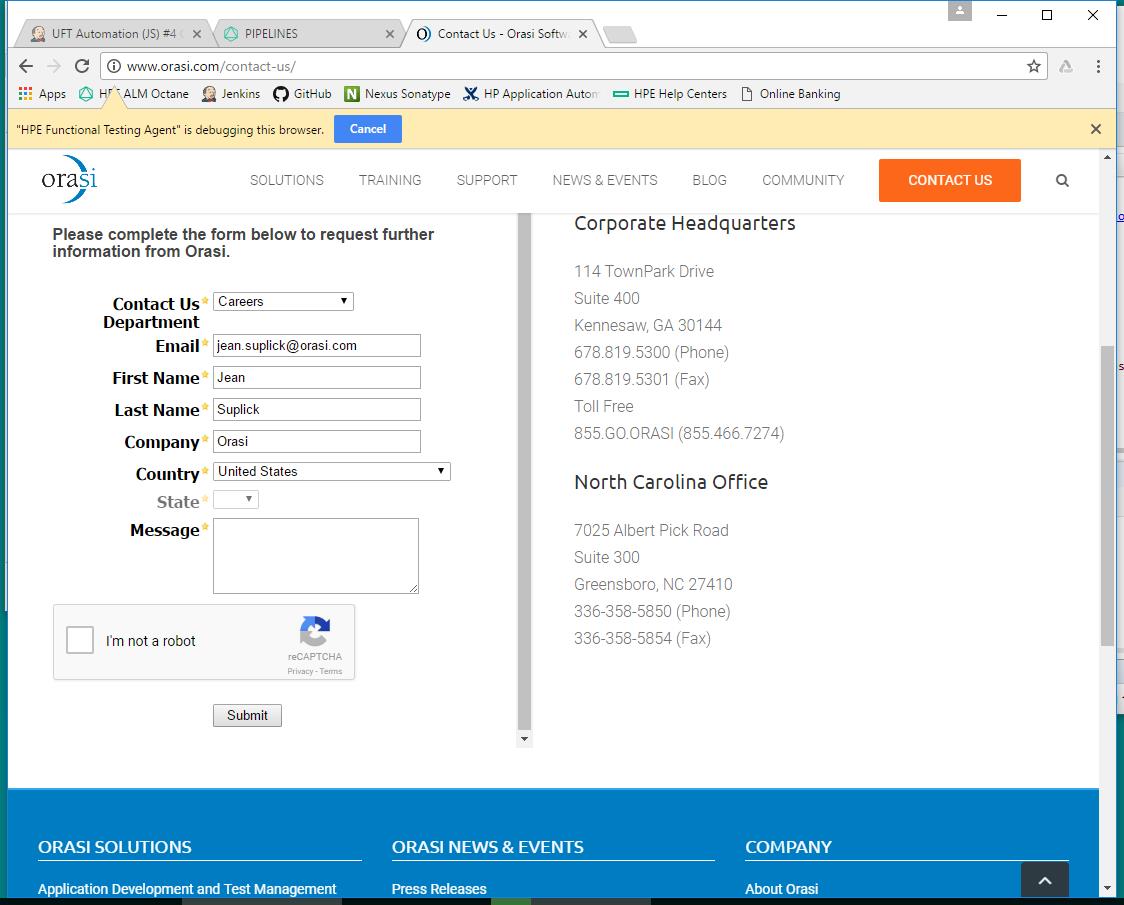 UFT Automation (JS) #4
PIPELINES
Contact Us - Orasi Softw
www.orasi.com/contact-us/
Apps
HPE ALM Octane
Jenkins
GitHub
Nexus Sonatype
HP Application Autom
HPE Help Centers
Online Banking
"HPE Functional Testing Agent" is debugging this browser.
Cancel
orasi
SOLUTIONS
TRAINING
SUPPORT
NEWS & EVENTS
BLOG
COMMUNITY
CONTACT US
Please complete the form below to request further
information from Orasi.
Contact Us
Department
Careers
Email
jean.suplick@orasi.com
First Name
Jean
Last Name
Suplick
Company
Orasi
Country
United States
State
Message
I'm not a robot
reCAPTCHA
Privacy - Terms
Submit
Corporate Headquarters
114 TownPark Drive
Suite 400
Kennesaw, GA 30144
678.819.5300 (Phone)
678.819.5301 (Fax)
Toll Free
855.GO.ORASI (855.466.7274)
North Carolina Office
7025 Albert Pick Road
Suite 300
Greensboro, NC 27410
336-358-5850 (Phone)
336-358-5854 (Fax)
ORASI SOLUTIONS
Application Development and Test Management
ORASI NEWS & EVENTS
Press Releases
COMPANY
About Orasi